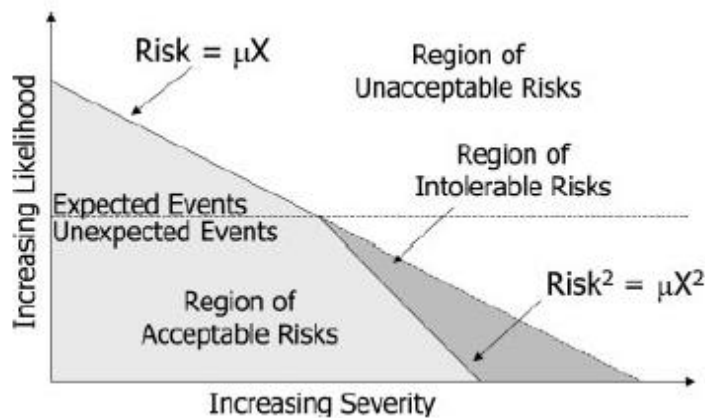 Risk = μX
Region of
Unacceptable Risks
Region of
Intolerable Risks
Increasing Likelihood
Expected Events
Unexpected Events
Region of
Acceptable Risks
Risk² = μX²
Increasing Severity